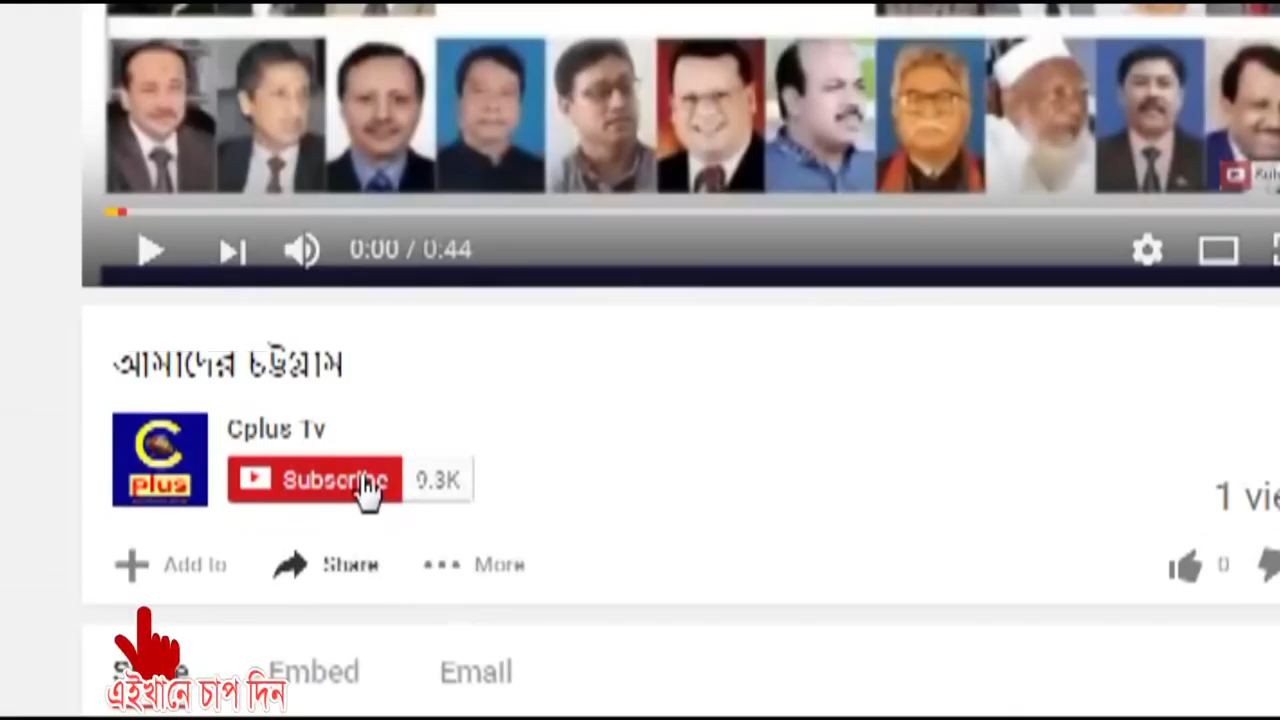 0:00 / 0:44
আমাদের চট্টগ্রাম
C
plus
Cplus Tv
Subscribe 9.3K
1
Add to Share More
0
Embed Email
এইখানে চাপ দিন